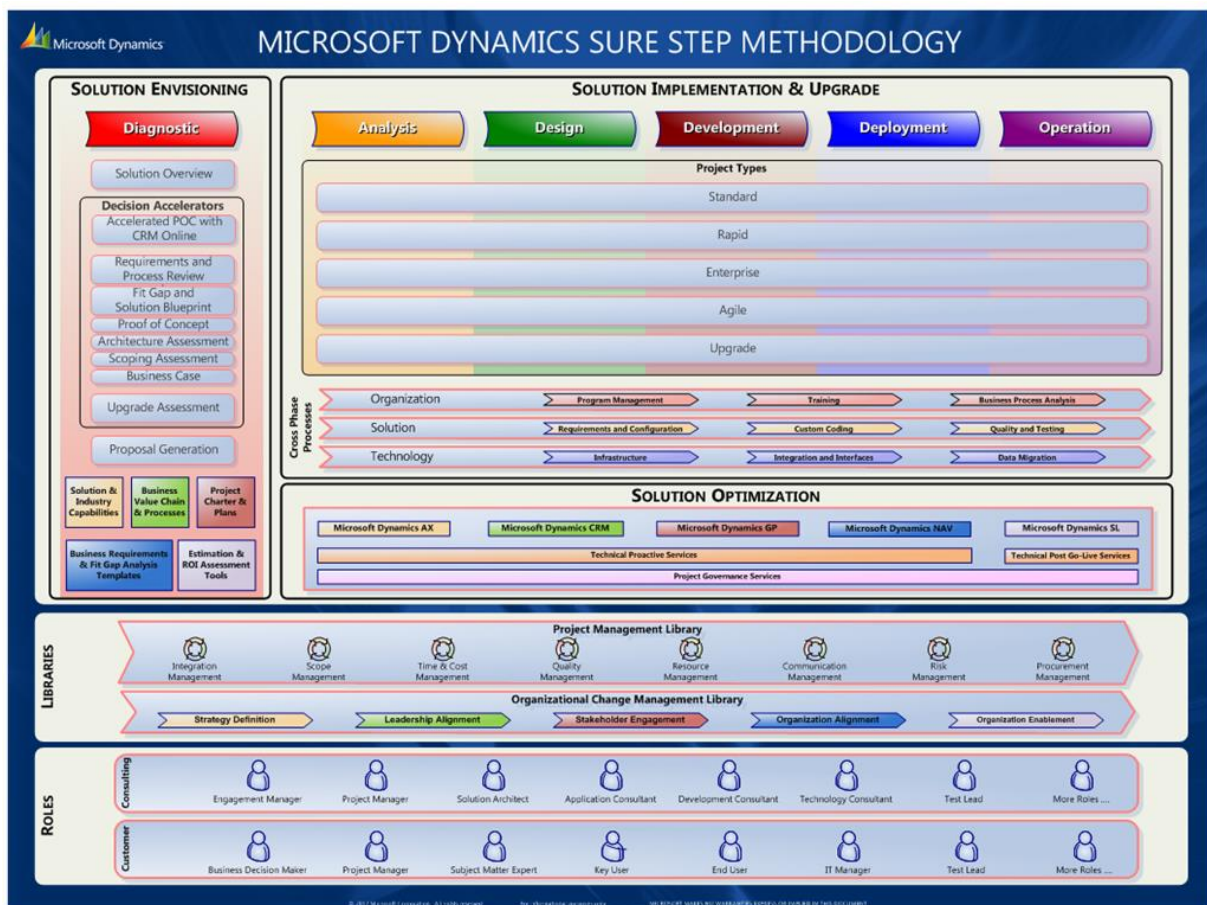 Microsoft Dynamics
MICROSOFT DYNAMICS SURE STEP METHODOLOGY
SOLUTION ENVISIONING
Diagnostic
Solution Overview
Decision Accelerators
Accelerated POC with
CRM Online
Requirements and
Process Review
Fit Gap and
Solution Blueprint
Proof of Concept
Architecture Assessment
Scoping Assessment
Business Case
Upgrade Assessment
Proposal Generation
Solution &
Industry
Capabilities
Business
Value Chain
& Processes
Project
Charter &
Plans
Business Requirements
& Fit Gap Analysis
Templates
Estimation &
ROI Assessment
Tools
SOLUTION IMPLEMENTATION & UPGRADE
Analysis
Design
Development
Deployment
Operation
Project Types
Standard
Rapid
Enterprise
Agile
Upgrade
Cross Phase
Processes
Organization
Program Management
Training
Business Process Analysis
Solution
Requirements and Configuration
Custom Coding
Quality and Testing
Technology
Infrastructure
Integration and Interfaces
Data Migration
SOLUTION OPTIMIZATION
Microsoft Dynamics AX
Microsoft Dynamics CRM
Microsoft Dynamics GP
Microsoft Dynamics NAV
Microsoft Dynamics SL
Technical Proactive Services
Technical Post Go-Live Services
Project Governance Services
LIBRARIES
Project Management Library
Integration
Management
Scope
Management
Time & Cost
Management
Quality
Management
Resource
Management
Communication
Management
Risk
Management
Procurement
Management
Organizational Change Management Library
Strategy Definition
Leadership Alignment
Stakeholder Engagement
Organization Alignment
Organization Enablement
ROLES
Consulting
Engagement Manager
Project Manager
Solution Architect
Application Consultant
Development Consultant
Technology Consultant
Test Lead
More Roles ....
Customer
Business Decision Maker
Project Manager
Subject Matter Expert
Key User
End User
IT Manager
Test Lead
More Roles ....
Microsoft Corporation. All rights reserved.